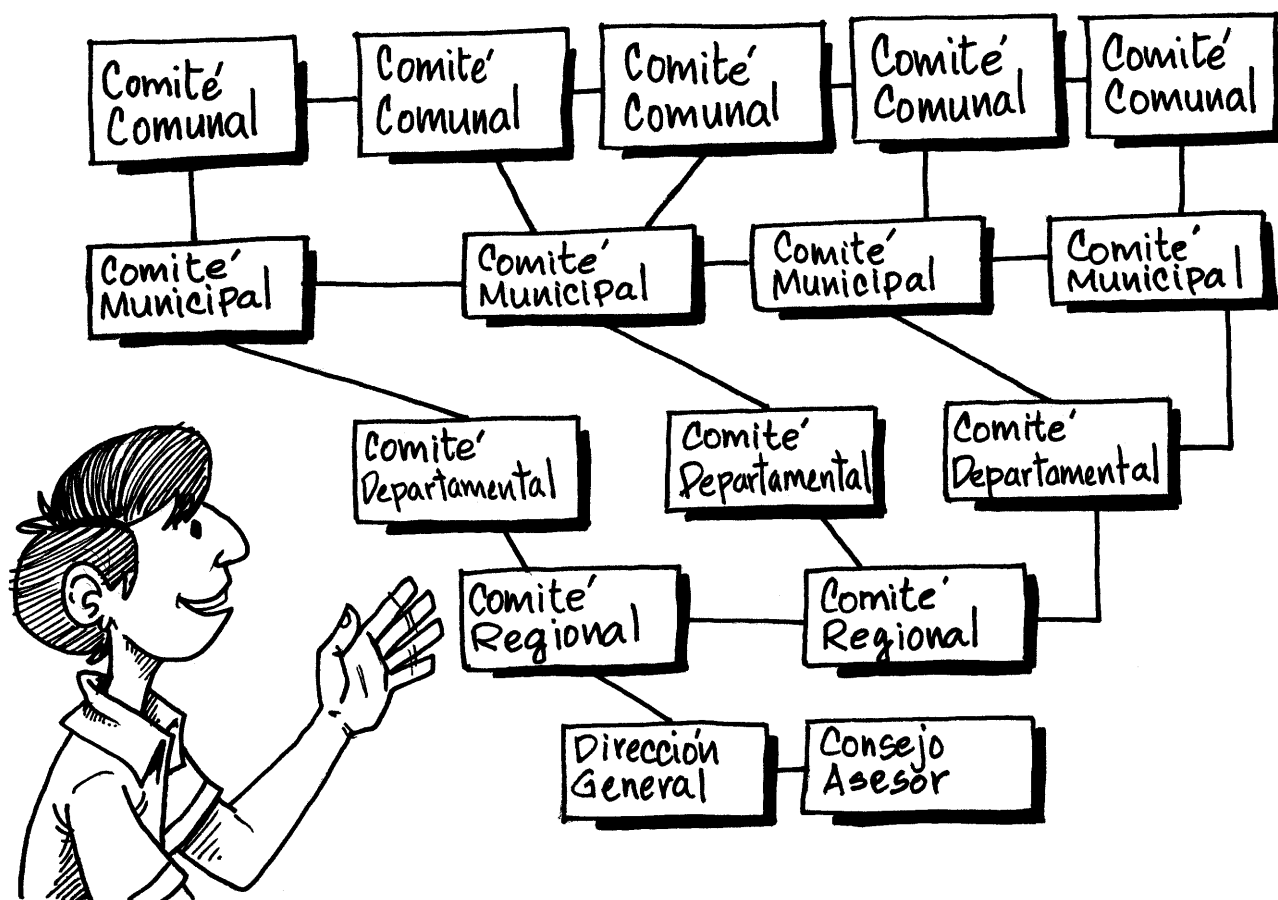 Comité
Comunal
Comité
Comunal
Comité
Comunal
Comité
Comunal
Comité
Comunal
Comité
Municipal
Comité
Municipal
Comité
Municipal
Comité
Municipal
Comité
Departamental
Comité
Departamental
Comité
Departamental
Comité
Regional
Comité
Regional
Dirección
General
Consejo
Asesor